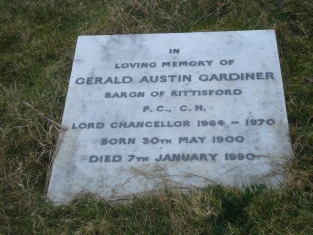 IN
LOVING MEMORY OF
GERALD AUSTIN GARDINER
BARON OF KITTISFORD
P.C., C.H.
LORD CHANCELLOR 1964 – 1970
BORN 30TH MAY 1900
DIED 7TH JANUARY 1990